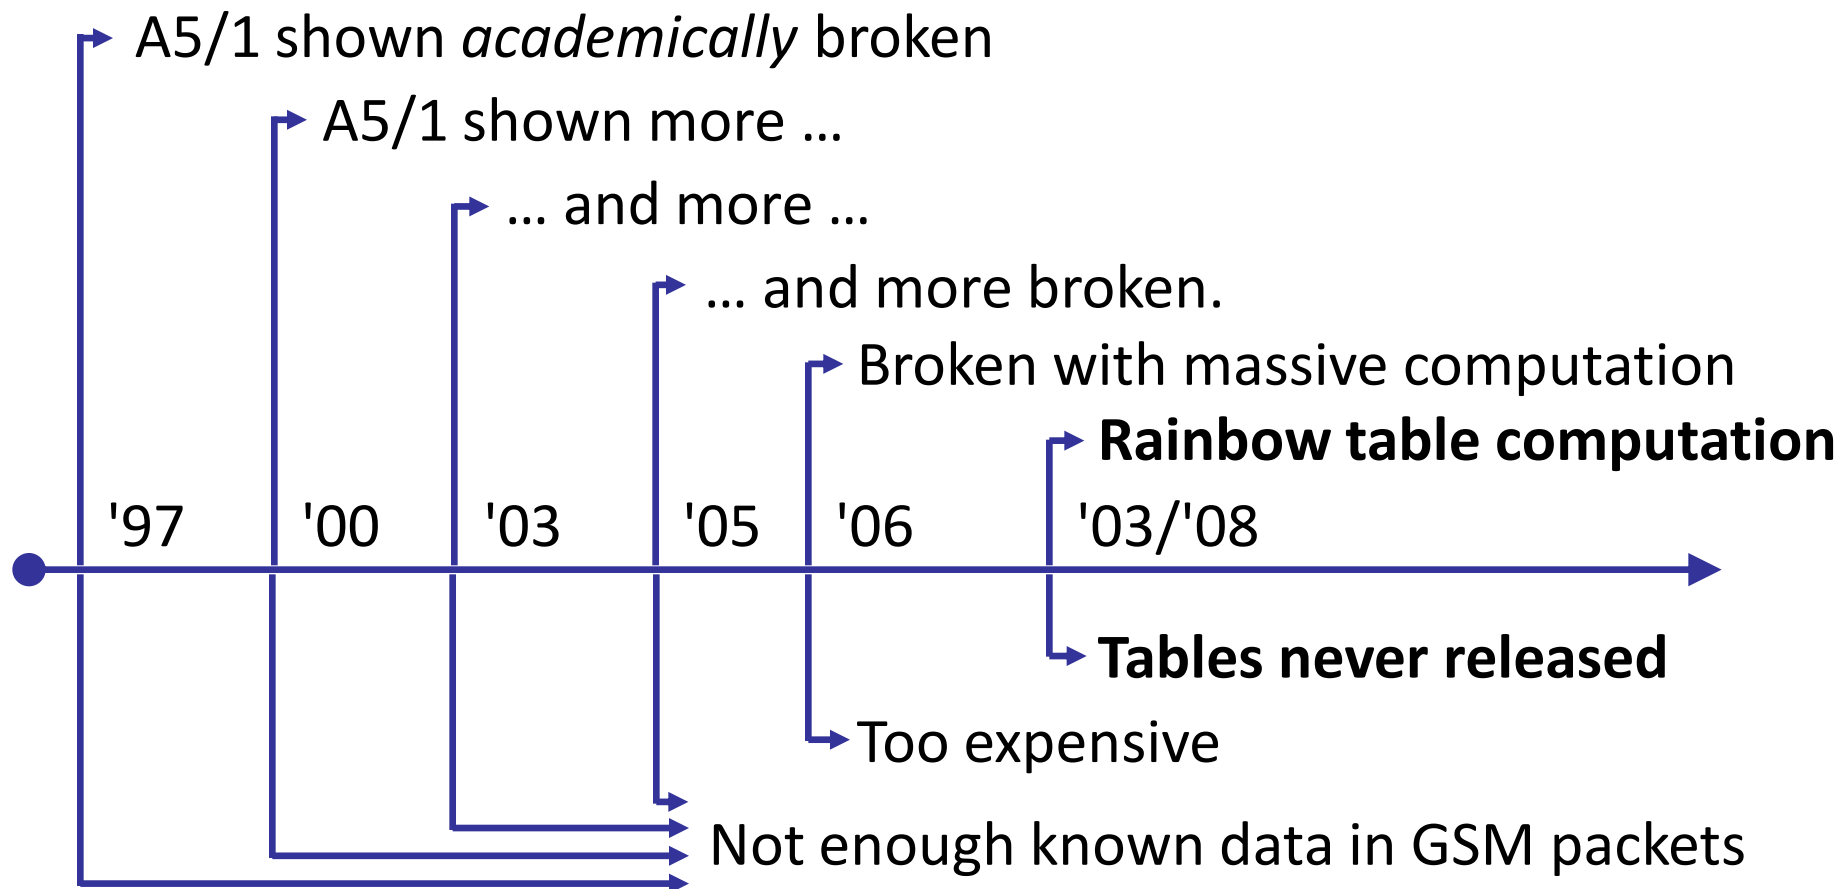 A5/1 shown academically broken
A5/1 shown more …
… and more …
… and more broken.
Broken with massive computation
Rainbow table computation
'97 '00 '03 '05 '06 '03/'08
Tables never released
Too expensive
Not enough known data in GSM packets